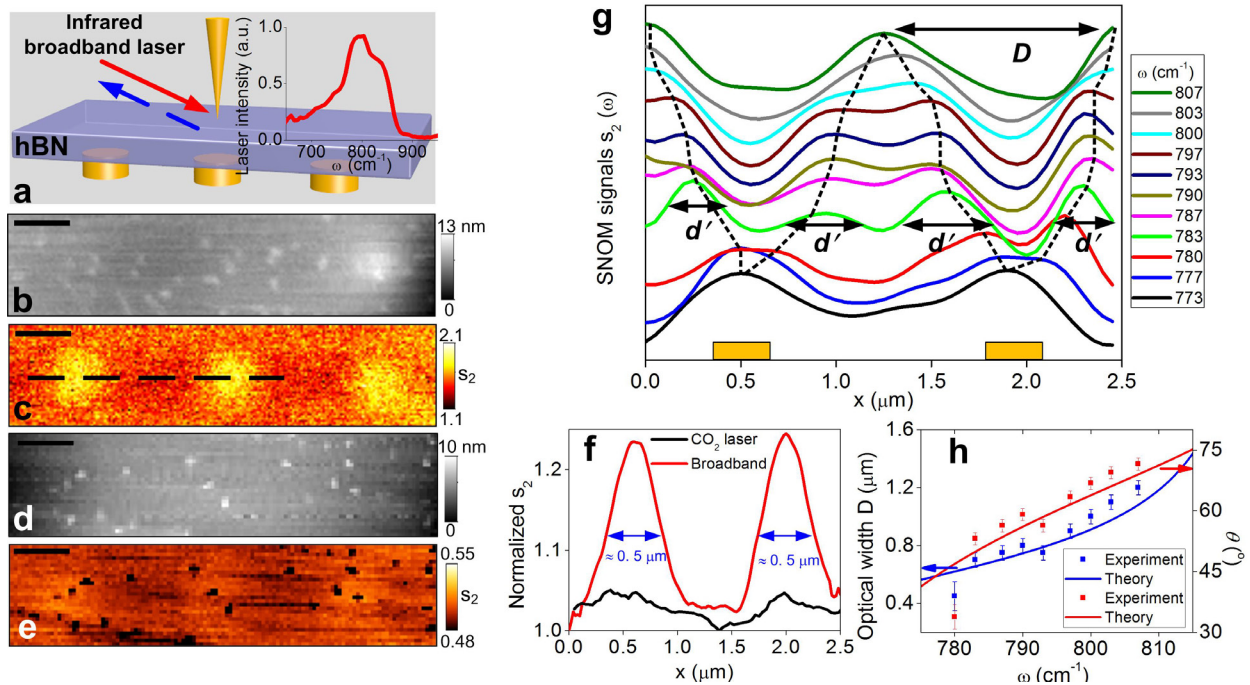 Infrared
broadband laser
Laser intensity (a.u.)
1.0
0.5
0.0
700 800 900
ω (cm-1)
hBN
a
13 nm
0
b
2.1
s2
1.1
c
10 nm
0
d
0.55
s2
0.48
e
g
SNOM signals s2 (ω)
D
d′ d′ d′ d′
0.0 0.5 1.0 1.5 2.0 2.5
x (μm)
ω (cm-1)
807
803
800
797
793
790
787
783
780
777
773
f
CO2 laser
Broadband
Normalized s2
1.2
1.1
1.0
≈ 0.5 μm ≈ 0.5 μm
0.0 0.5 1.0 1.5 2.0 2.5
x (μm)
h
Optical width D (μm)
1.6
1.2
0.8
0.4
75
60
45
30
θ (o)
Experiment
Theory
Experiment
Theory
780 790 800 810
ω (cm-1)